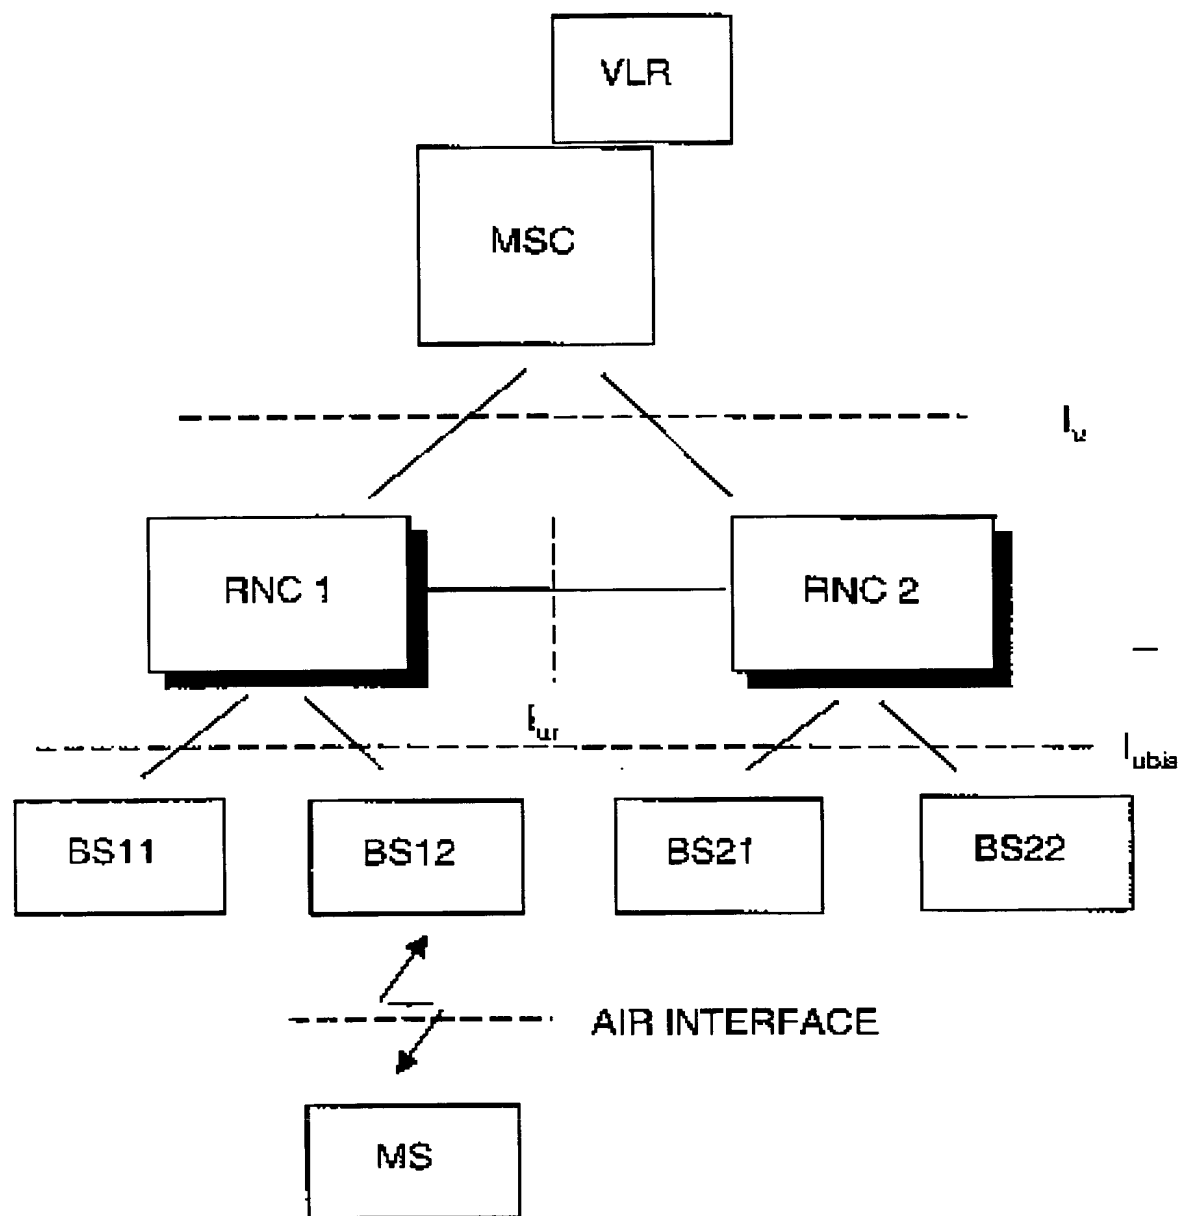 VLR
MSC
Iu
RNC 1
RNC 2
Iur
Iubis
BS11
BS12
BS21
BS22
AIR INTERFACE
MS